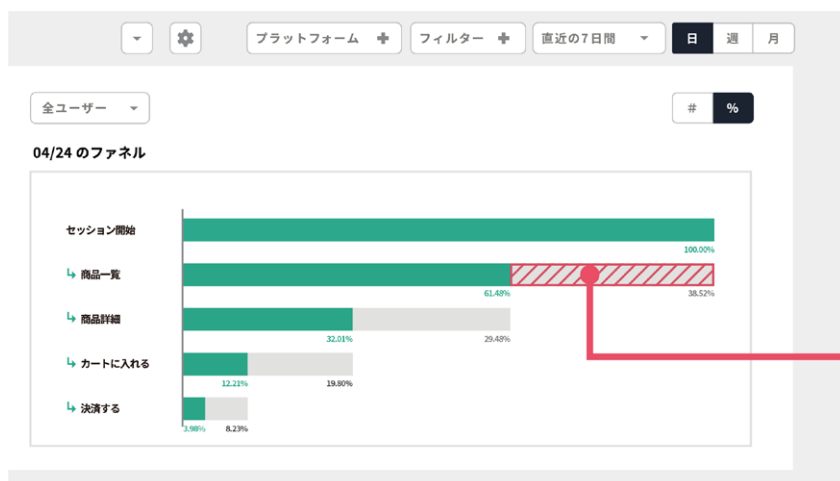 プラットフォーム ＋
フィルター ＋
直近の7日間
日 週 月
全ユーザー
# %
04/24 のファネル
セッション開始
100.00%
↳ 商品一覧
61.48% 38.52%
↳ 商品詳細
32.01% 29.48%
↳ カートに入れる
12.21% 19.80%
↳ 決済する
3.98% 8.23%